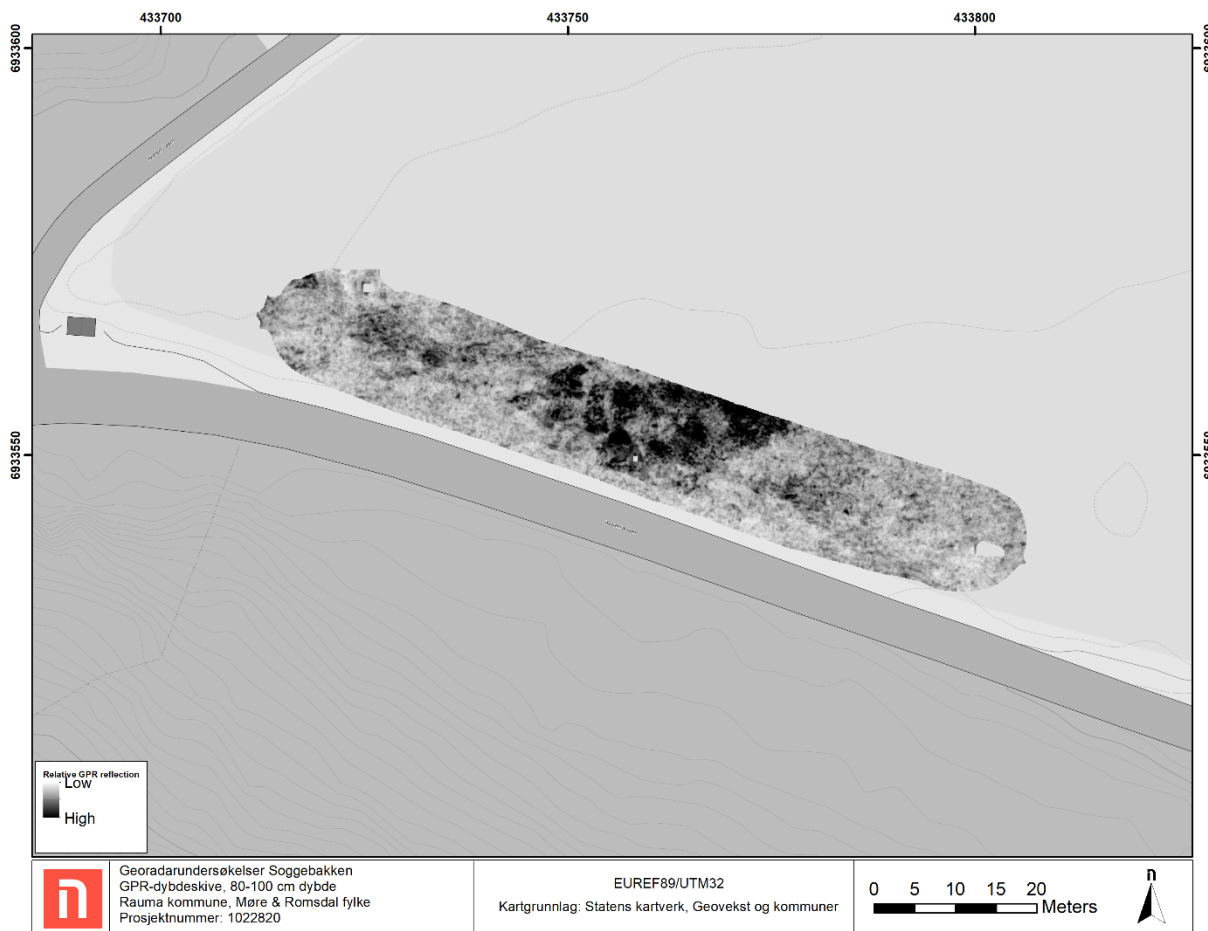 433700
433750
433800
6933600
6933600
6933550
6933550
Relative GPR reflection
Low
High
Georadarundersøkelser Soggebakken
GPR-dybdeskive, 80-100 cm dybde
Rauma kommune, Møre & Romsdal fylke
Prosjektnummer: 1022820
EUREF89/UTM32
Kartgrunnlag: Statens kartverk, Geovekst og kommuner
0 5 10 15 20
Meters
n